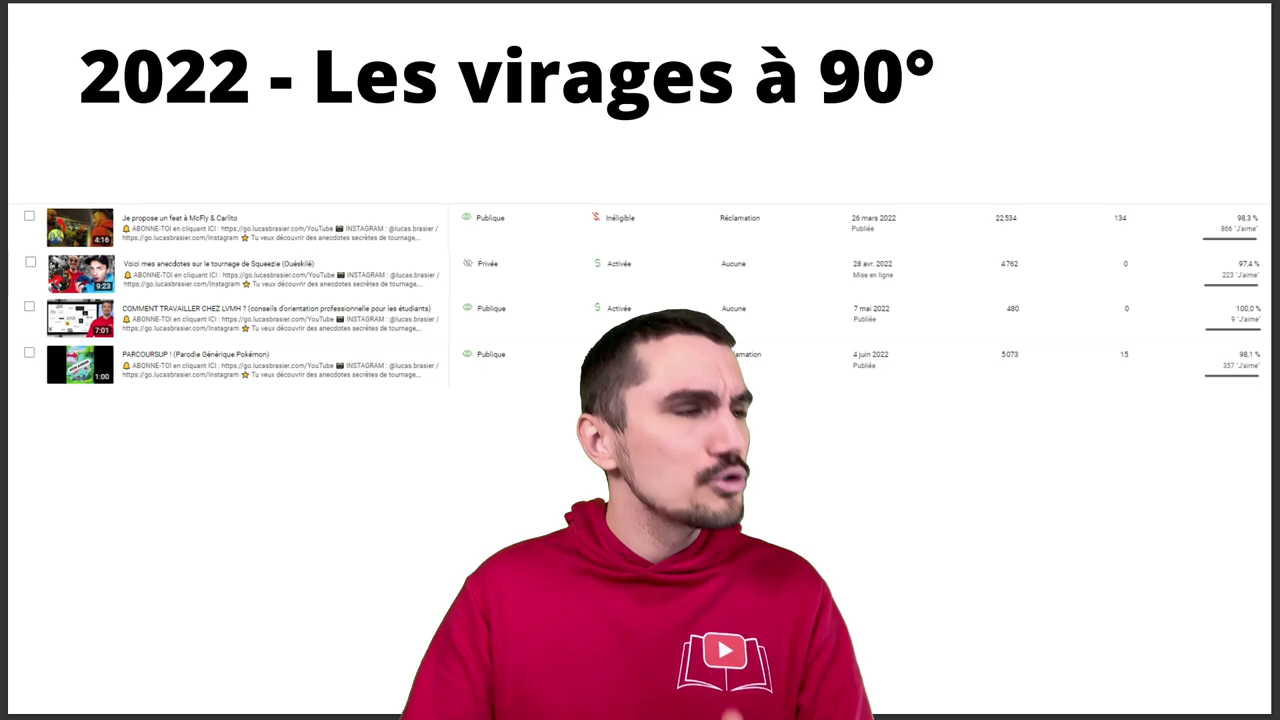 2022 - Les virages à 90°
Je propose un feat à McFly & Carlito
🔔 ABONNE-TOI en cliquant ICI : https://go.lucasbrasier.com/YouTube 📷 INSTAGRAM : @lucas.brasier /
https://go.lucasbrasier.com/Instagram ⭐ Tu veux découvrir des anecdotes secrètes de tournage,...
4:16
Publique
Inéligible
Réclamation
26 mars 2022
Publiée
22 534
134
98,3 %
866 "J'aime"
Voici mes anecdotes sur le tournage de Squeezie (Ouéskilé)
🔔 ABONNE-TOI en cliquant ICI : https://go.lucasbrasier.com/YouTube 📷 INSTAGRAM : @lucas.brasier /
https://go.lucasbrasier.com/Instagram ⭐ Tu veux découvrir des anecdotes secrètes de tournage,...
9:23
Privée
Activée
Aucune
28 avr. 2022
Mise en ligne
4 762
0
97,4 %
223 "J'aime"
COMMENT TRAVAILLER CHEZ LVMH ? (conseils d'orientation professionnelle pour les étudiants)
🔔 ABONNE-TOI en cliquant ICI : https://go.lucasbrasier.com/YouTube 📷 INSTAGRAM : @lucas.brasier /
https://go.lucasbrasier.com/Instagram ⭐ Tu veux découvrir des anecdotes secrètes de tournage,...
7:01
Publique
Activée
Aucune
7 mai 2022
Publiée
480
0
100,0 %
9 "J'aime"
PARCOURSUP ! (Parodie Générique Pokémon)
🔔 ABONNE-TOI en cliquant ICI : https://go.lucasbrasier.com/YouTube 📷 INSTAGRAM : @lucas.brasier /
https://go.lucasbrasier.com/Instagram ⭐ Tu veux découvrir des anecdotes secrètes de tournage,...
1:00
Publique
lamation
4 juin 2022
Publiée
5 073
15
98,1 %
357 "J'aime"